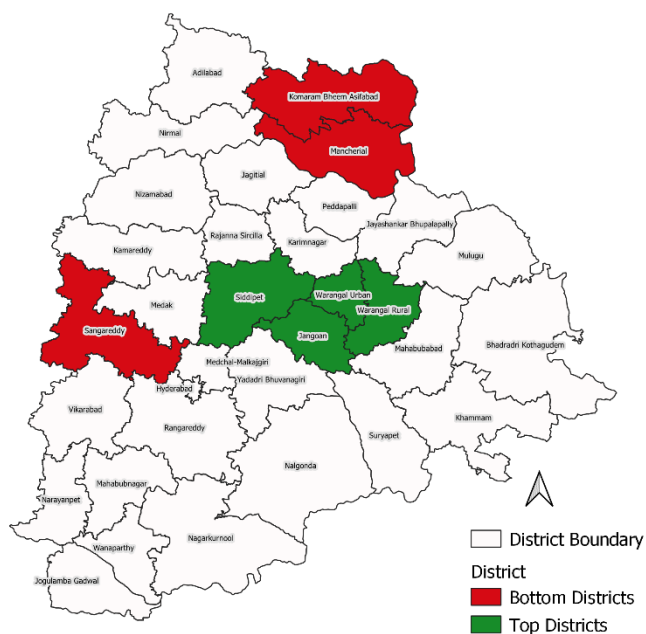 Adilabad
Komaram Bheem Asifabad
Nirmal
Mancherial
Jagitial
Nizamabad
Peddapalli
Jayashankar Bhupalapally
Rajanna Sircilla
Karimnagar
Kamareddy
Mulugu
Siddipet
Warangal Urban
Medak
Warangal Rural
Sangareddy
Jangoan
Bhadradri Kothagudem
Mahabubabad
Medchal-Malkajgiri
Yadadri Bhuvanagiri
Hyderabad
Vikarabad
Khammam
Rangareddy
Suryapet
Nalgonda
Mahabubnagar
Narayanpet
Nagarkurnool
Wanaparthy
Jogulamba Gadwal
District Boundary
District
Bottom Districts
Top Districts